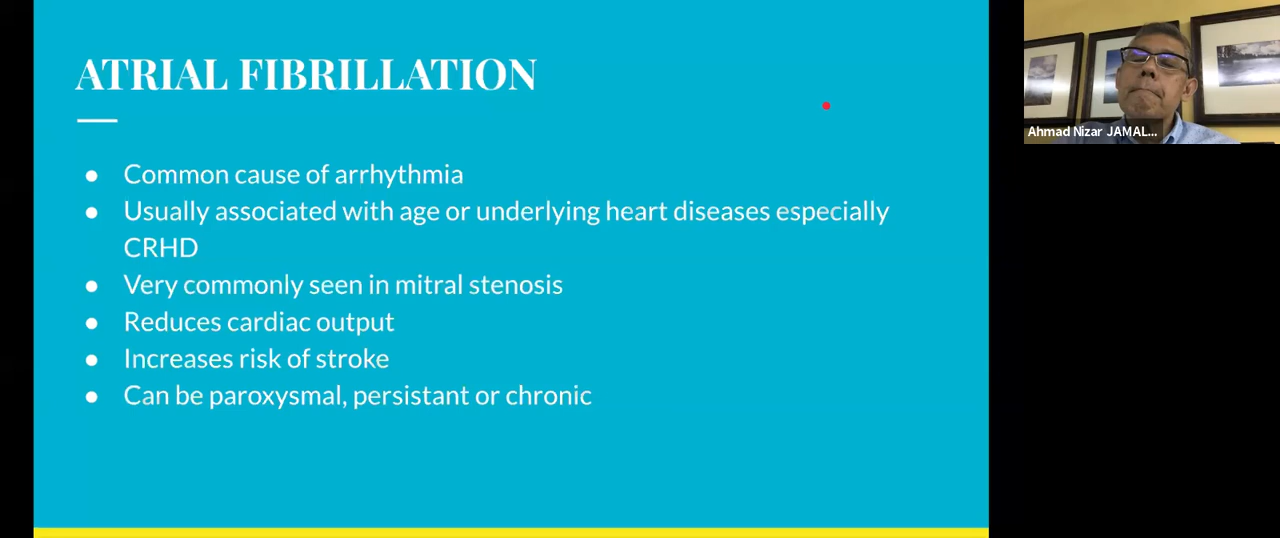 ATRIAL FIBRILLATION
● Common cause of arrhythmia
● Usually associated with age or underlying heart diseases especially
CRHD
● Very commonly seen in mitral stenosis
● Reduces cardiac output
● Increases risk of stroke
● Can be paroxysmal, persistant or chronic
Ahmad Nizar JAMAL...